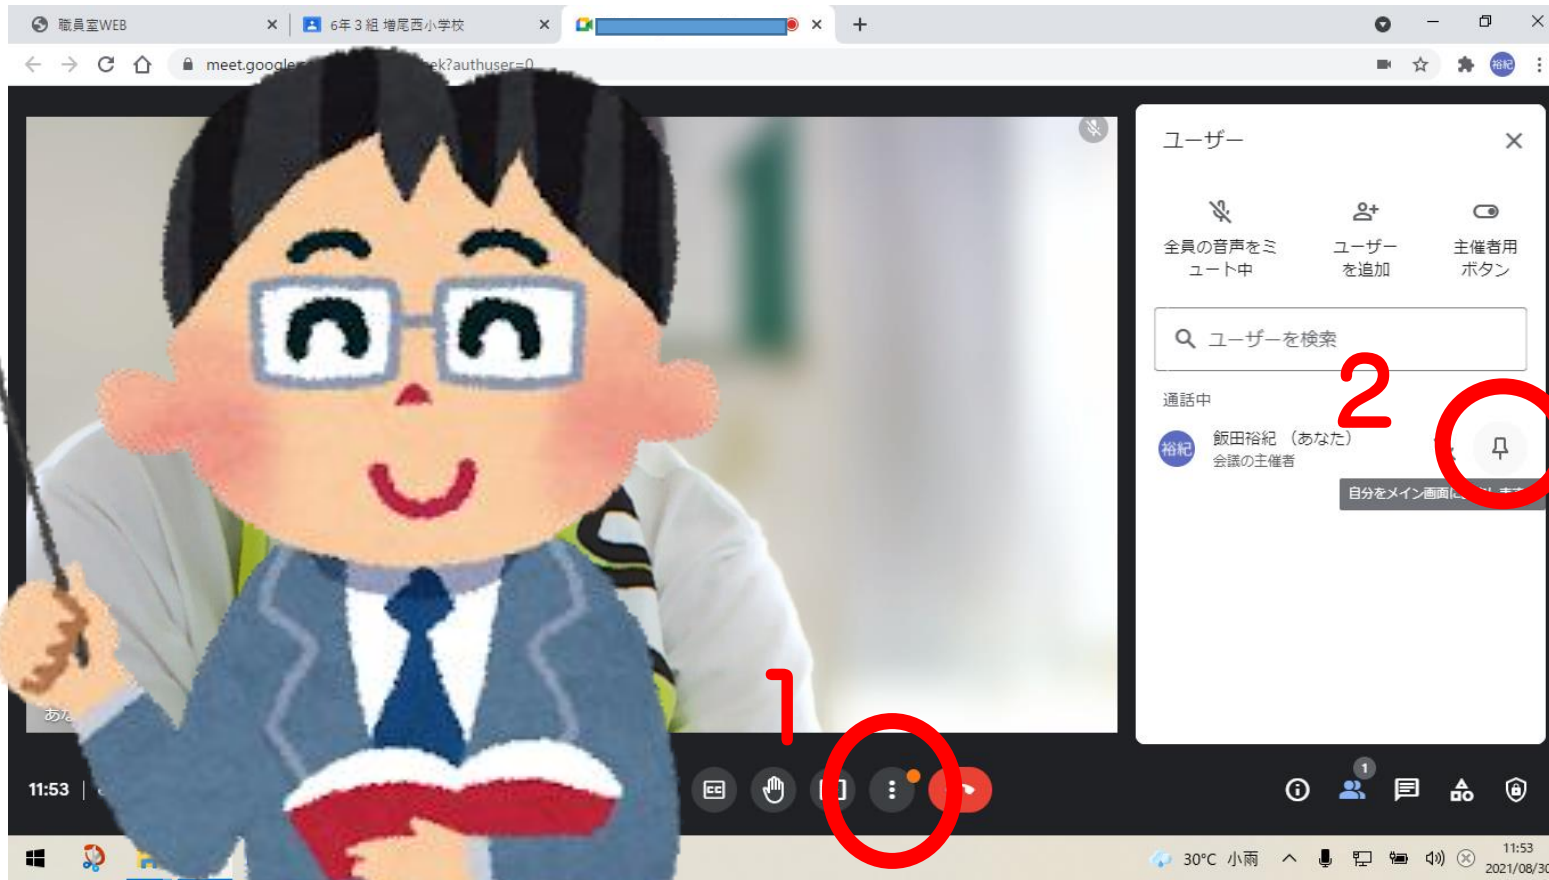 職員室WEB
6年3組 増尾西小学校
meet.google
ek?authuser=0
裕紀
ユーザー
全員の音声をミ
ュート中
ユーザー
を追加
主催者用
ボタン
ユーザーを検索
2
通話中
裕紀
飯田裕紀 （あなた）
会議の主催者
自分をメイン画面に
1
あな
11:53
CC
1
30°C 小雨
11:53
2021/08/30